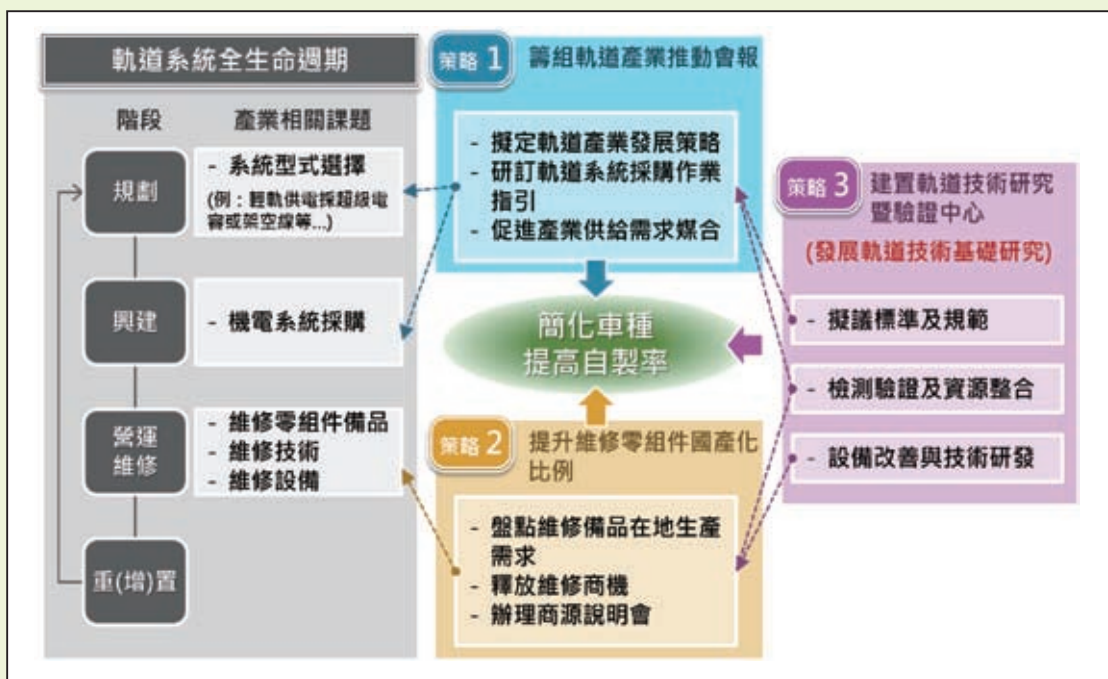 軌道系統全生命週期
階段
產業相關課題
規劃
- 系統型式選擇
(例：輕軌供電採超級電
容或架空線等...)
興建
- 機電系統採購
營運
維修
- 維修零組件備品
- 維修技術
- 維修設備
重(增)置
策略 1
籌組軌道產業推動會報
- 擬定軌道產業發展策略
- 研訂軌道系統採購作業
指引
- 促進產業供給需求媒合
簡化車種
提高自製率
策略 2
提升維修零組件國產化
比例
- 盤點維修備品在地生產
需求
- 釋放維修商機
- 辦理商源說明會
策略 3
建置軌道技術研究
暨驗證中心
(發展軌道技術基礎研究)
- 擬議標準及規範
- 檢測驗證及資源整合
- 設備改善與技術研發